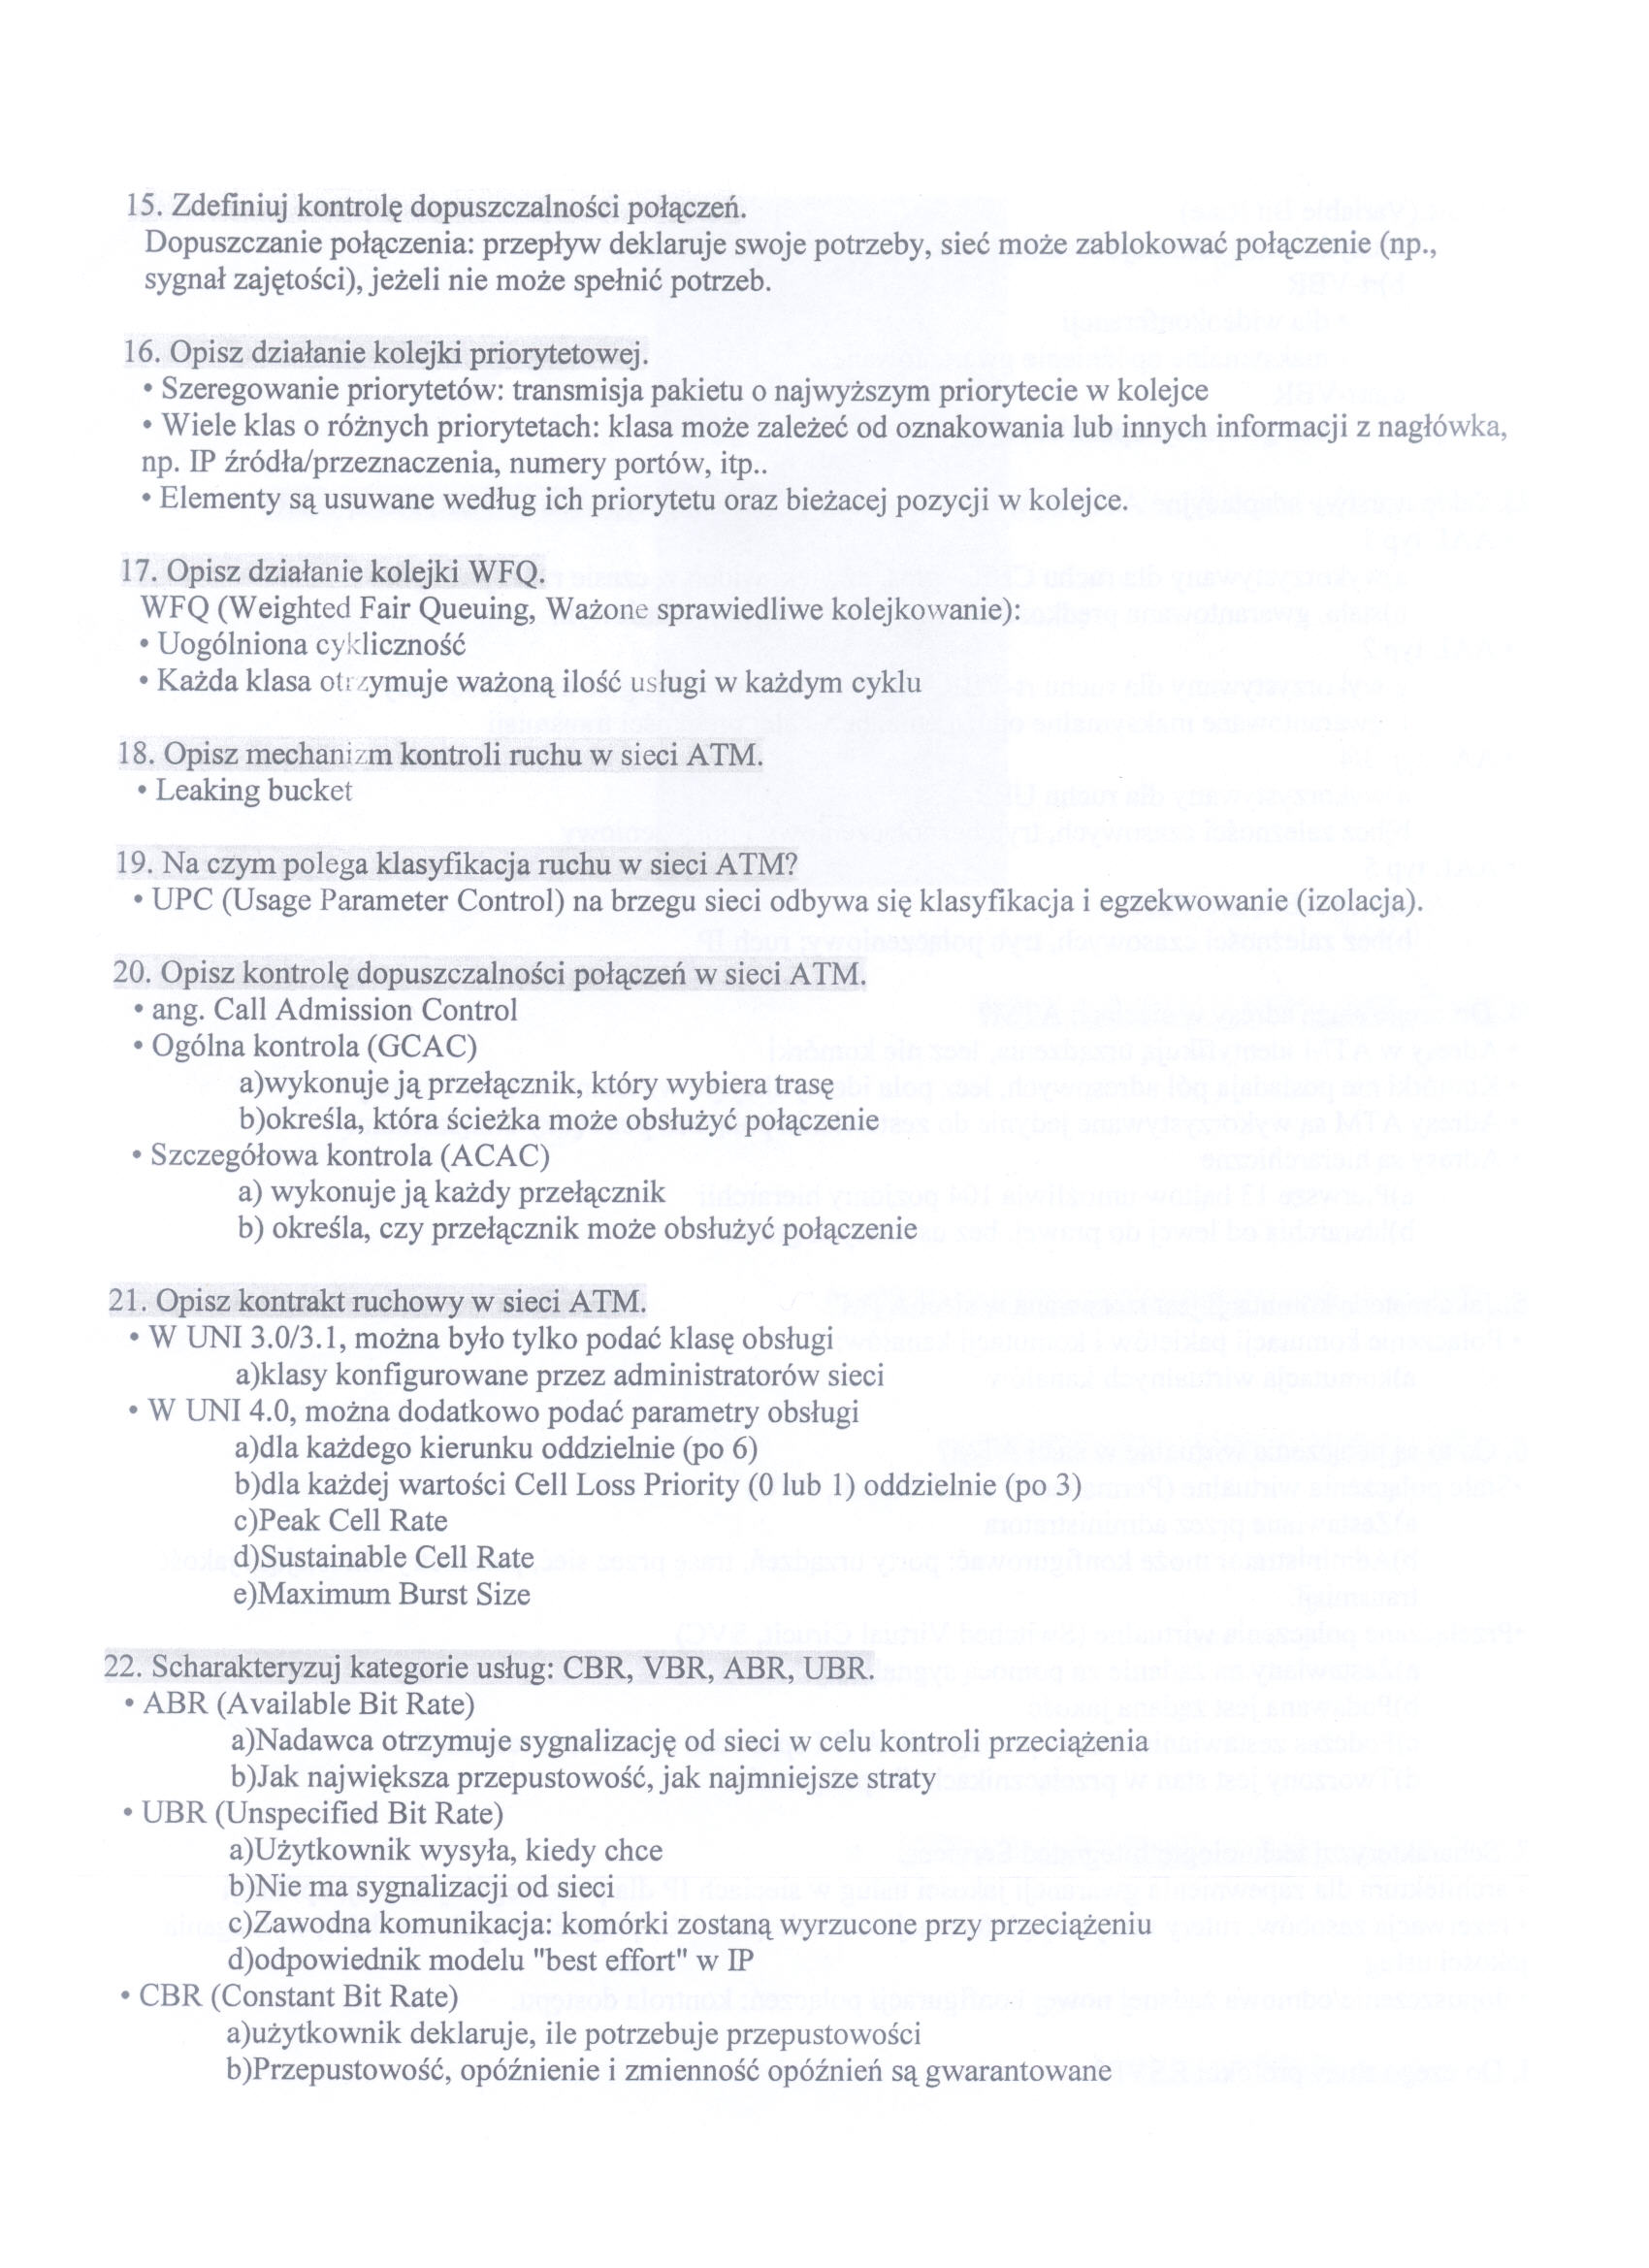 15. Zdefiniuj kontrolę dopuszczalności połączeń.
Dopuszczanie połączenia: przepływ deklaruje swoje potrzeby, sieć może zablokować połączenie (np.,
sygnał zajętości), jeżeli nie może spełnić potrzeb.
16. Opisz działanie kolejki priorytetowej.
• Szeregowanie priorytetów: transmisja pakietu o najwyższym priorytecie w kolejce
• Wiele klas o różnych priorytetach: klasa może zależeć od oznakowania lub innych informacji z nagłówka,
np. IP źródła/przeznaczenia, numery portów, itp..
• Elementy są usuwane według ich priorytetu oraz bieżacej pozycji w kolejce.
17. Opisz działanie kolejki WFQ.
WFQ (Weighted Fair Queuing, Ważone sprawiedliwe kolejkowanie):
• Uogólniona cykliczność
• Każda klasa otrzymuje ważoną ilość usługi w każdym cyklu
18. Opisz mechanizm kontroli ruchu w sieci ATM.
• Leaking bucket
19. Na czym polega klasyfikacja ruchu w sieci ATM?
• UPC (Usage Parameter Control) na brzegu sieci odbywa się klasyfikacja i egzekwowanie (izolacja).
20. Opisz kontrolę dopuszczalności połączeń w sieci ATM.
• ang. Call Admission Control
• Ogólna kontrola (GCAC)
a)wykonuje ją przełącznik, który wybiera trasę
b)określa, która ścieżka może obsłużyć połączenie
• Szczegółowa kontrola (ACAC)
a) wykonuje ją każdy przełącznik
b) określa, czy przełącznik może obsłużyć połączenie
21. Opisz kontrakt ruchowy w sieci ATM.
• W UNI 3.0/3.1, można było tylko podać klasę obsługi
a)klasy konfigurowane przez administratorów sieci
• W UNI 4.0, można dodatkowo podać parametry obsługi
a)dla każdego kierunku oddzielnie (po 6)
b)dla każdej wartości Cell Loss Priority (0 lub 1) oddzielnie (po 3)
c)Peak Cell Rate
d)Sustainable Cell Rate
e)Maximum Burst Size
22. Scharakteryzuj kategorie usług: CBR, VBR, ABR, UBR.
• ABR (Available Bit Rate)
a)Nadawca otrzymuje sygnalizację od sieci w celu kontroli przeciążenia
b)Jak największa przepustowość, jak najmniejsze straty
• UBR (Unspecified Bit Rate)
a)Użytkownik wysyła, kiedy chce
b)Nie ma sygnalizacji od sieci
c)Zawodna komunikacja: komórki zostaną wyrzucone przy przeciążeniu
d)odpowiednik modelu "best effort" w IP
• CBR (Constant Bit Rate)
a)użytkownik deklaruje, ile potrzebuje przepustowości
b)Przepustowość, opóźnienie i zmienność opóźnień są gwarantowane